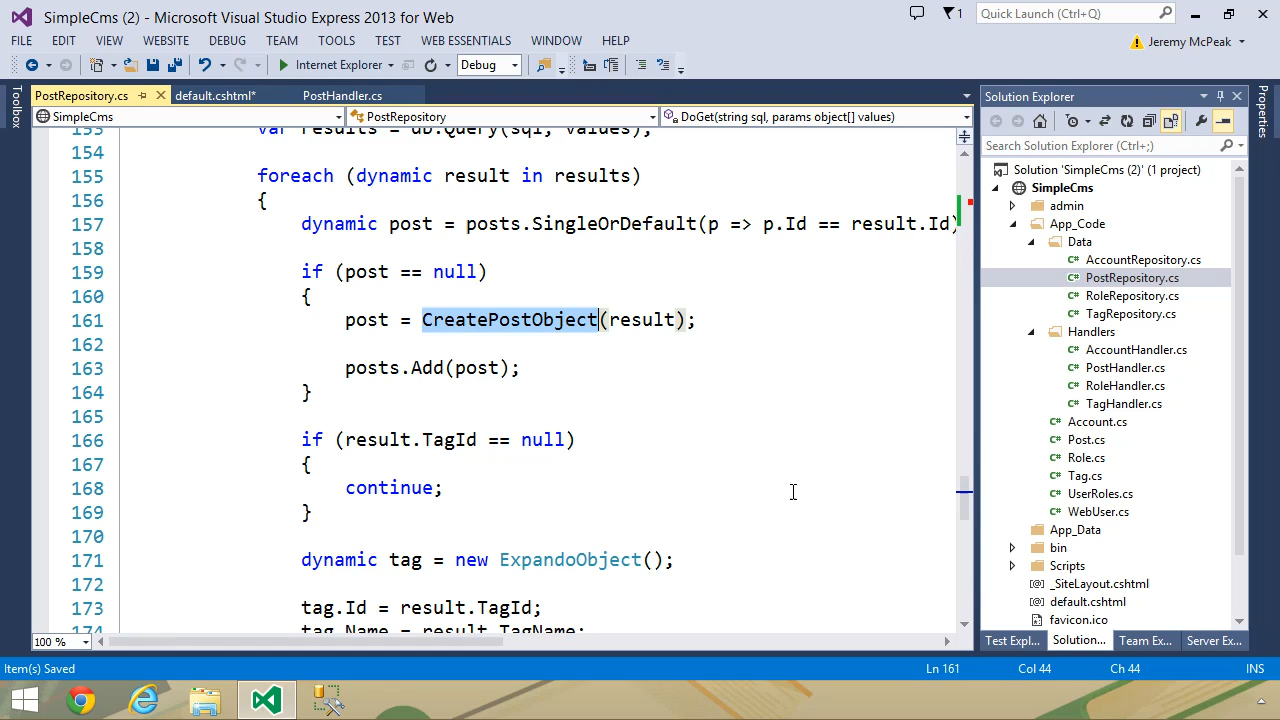 SimpleCms (2) - Microsoft Visual Studio Express 2013 for Web
1
Quick Launch (Ctrl+Q)
FILE EDIT VIEW WEBSITE DEBUG TEAM TOOLS TEST WEB ESSENTIALS WINDOW HELP
Jeremy McPeak
Internet Explorer
Debug
Toolbox
PostRepository.cs
default.cshtml*
PostHandler.cs
SimpleCms
PostRepository
DoGet(string sql, params object[] values)
153 var results = db.Query(sql, values);
154
155 foreach (dynamic result in results)
156 {
157 dynamic post = posts.SingleOrDefault(p => p.Id == result.Id)
158
159 if (post == null)
160 {
161 post = CreatePostObject(result);
162
163 posts.Add(post);
164 }
165
166 if (result.TagId == null)
167 {
168 continue;
169 }
170
171 dynamic tag = new ExpandoObject();
172
173 tag.Id = result.TagId;
174 tag.Name = result.TagName;
100 %
Solution Explorer
Search Solution Explorer (Ctrl+;)
Solution 'SimpleCms (2)' (1 project)
SimpleCms
admin
App_Code
Data
AccountRepository.cs
PostRepository.cs
RoleRepository.cs
TagRepository.cs
Handlers
AccountHandler.cs
PostHandler.cs
RoleHandler.cs
TagHandler.cs
Account.cs
Post.cs
Role.cs
Tag.cs
UserRoles.cs
WebUser.cs
App_Data
bin
Scripts
_SiteLayout.cshtml
default.cshtml
favicon.ico
Test Expl...
Solution...
Team Ex...
Server Ex...
Properties
Item(s) Saved
Ln 161
Col 44
Ch 44
INS